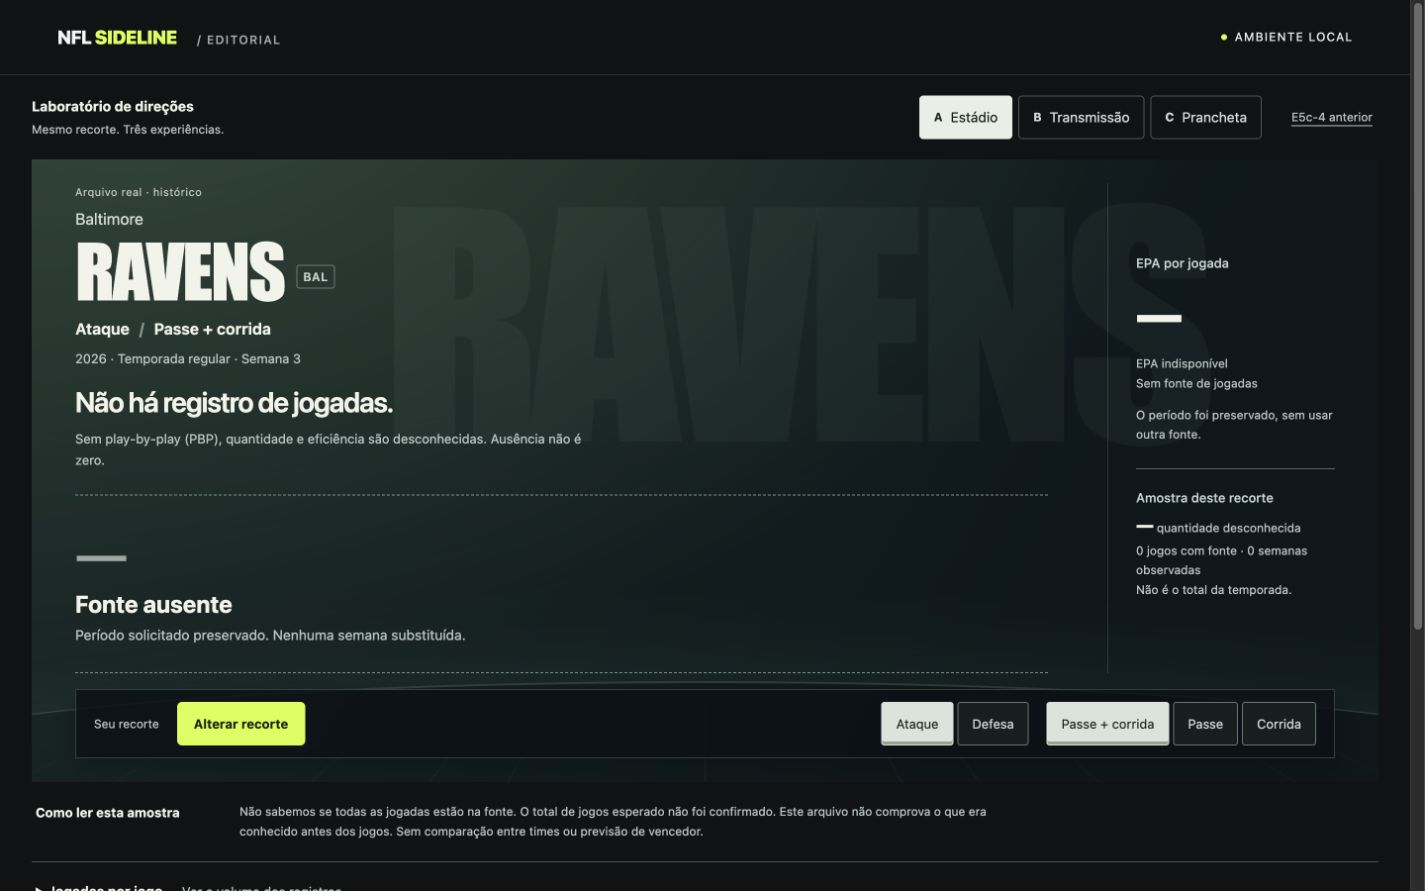 NFL SIDELINE / EDITORIAL
AMBIENTE LOCAL
Laboratório de direções
Mesmo recorte. Três experiências.
A Estádio
B Transmissão
C Prancheta
E5c-4 anterior
RAVENS
Arquivo real · histórico
Baltimore
RAVENS BAL
Ataque / Passe + corrida
2026 · Temporada regular · Semana 3
Não há registro de jogadas.
Sem play-by-play (PBP), quantidade e eficiência são desconhecidas. Ausência não é
zero.
Fonte ausente
Período solicitado preservado. Nenhuma semana substituída.
EPA por jogada
—
EPA indisponível
Sem fonte de jogadas
O período foi preservado, sem usar
outra fonte.
Amostra deste recorte
— quantidade desconhecida
0 jogos com fonte · 0 semanas
observadas
Não é o total da temporada.
Seu recorte
Alterar recorte
Ataque
Defesa
Passe + corrida
Passe
Corrida
Como ler esta amostra
Não sabemos se todas as jogadas estão na fonte. O total de jogos esperado não foi confirmado. Este arquivo não comprova o que era
conhecido antes dos jogos. Sem comparação entre times ou previsão de vencedor.
Jogadas por jogo Ver o volume dos registros